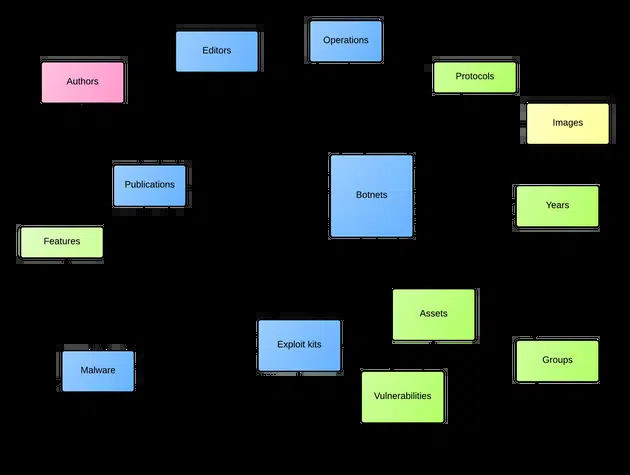 Operations
Editors
Protocols
Authors
Images
Publications
Botnets
Years
Features
Assets
Exploit kits
Groups
Malware
Vulnerabilities